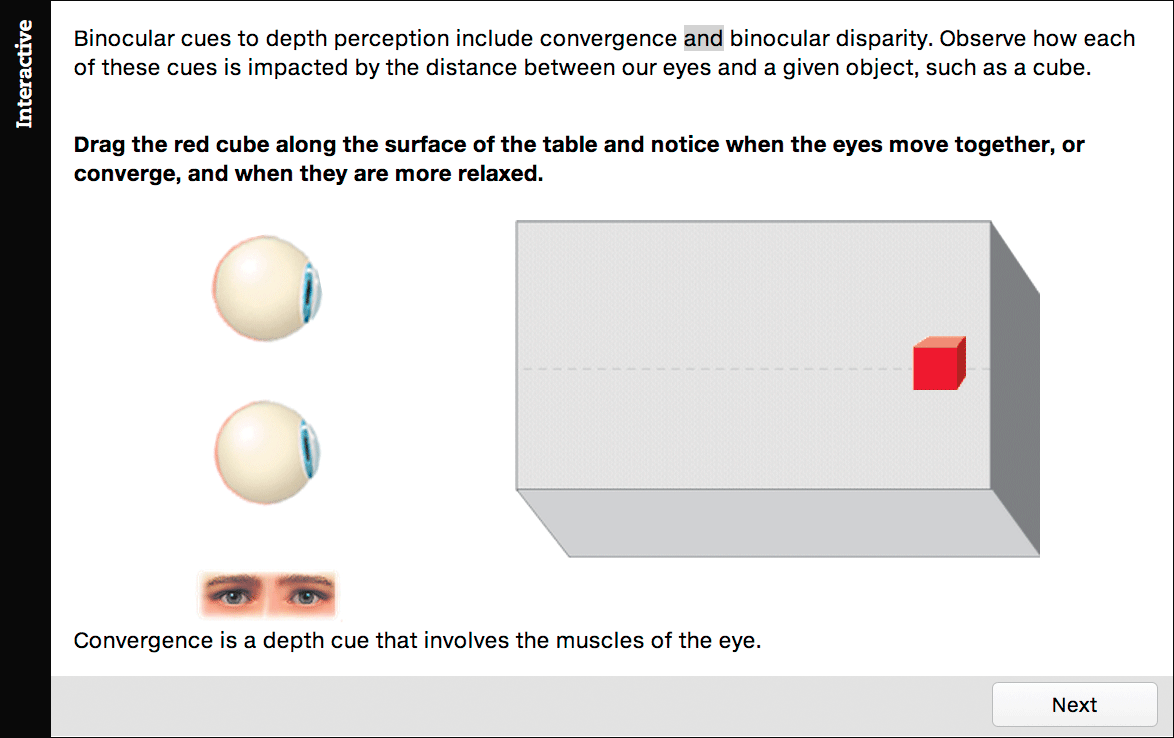 Interactive
Binocular cues to depth perception include convergence and binocular disparity. Observe how each
of these cues is impacted by the distance between our eyes and a given object, such as a cube.
Drag the red cube along the surface of the table and notice when the eyes move together, or
converge, and when they are more relaxed.
Convergence is a depth cue that involves the muscles of the eye.
Next